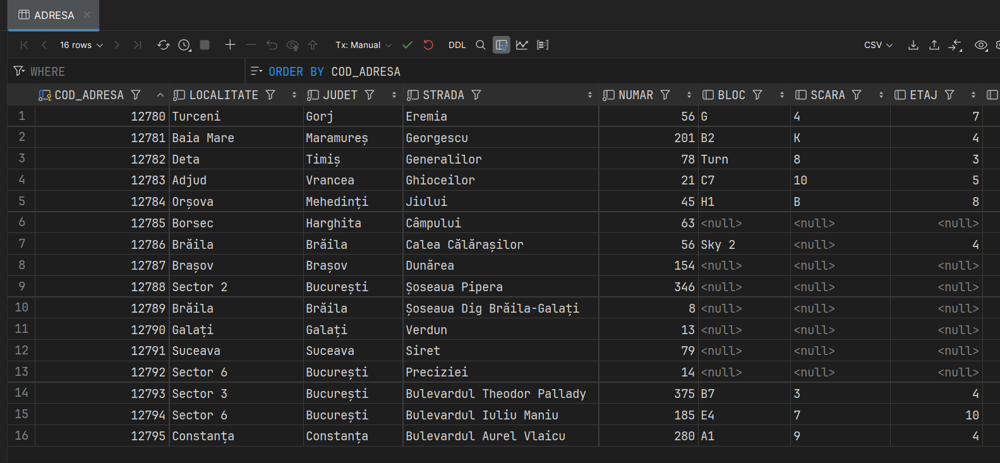 ADRESA
16 rows Tx: Manual DDL CSV
WHERE ORDER BY COD_ADRESA
COD_ADRESA LOCALITATE JUDET STRADA NUMAR BLOC SCARA ETAJ
1 12780 Turceni Gorj Eremia 56 G 4 7
2 12781 Baia Mare Maramureș Georgescu 201 B2 K 4
3 12782 Deta Timiș Generalilor 78 Turn 8 3
4 12783 Adjud Vrancea Ghioceilor 21 C7 10 5
5 12784 Orșova Mehedinți Jiului 45 H1 B 8
6 12785 Borsec Harghita Câmpului 63 <null> <null> <null>
7 12786 Brăila Brăila Calea Călărașilor 56 Sky 2 <null> 4
8 12787 Brașov Brașov Dunărea 154 <null> <null> <null>
9 12788 Sector 2 București Șoseaua Pipera 346 <null> <null> <null>
10 12789 Brăila Brăila Șoseaua Dig Brăila-Galați 8 <null> <null> <null>
11 12790 Galați Galați Verdun 13 <null> <null> <null>
12 12791 Suceava Suceava Siret 79 <null> <null> <null>
13 12792 Sector 6 București Preciziei 14 <null> <null> <null>
14 12793 Sector 3 București Bulevardul Theodor Pallady 375 B7 3 4
15 12794 Sector 6 București Bulevardul Iuliu Maniu 185 E4 7 10
16 12795 Constanța Constanța Bulevardul Aurel Vlaicu 280 A1 9 4